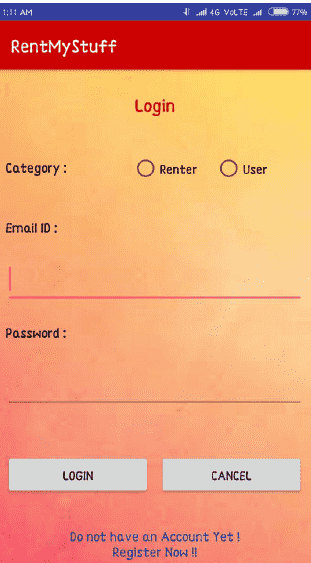 1:11 AM 4G VoLTE 77%
RentMyStuff
Login
Category : Renter User
Email ID :
Password :
LOGIN CANCEL
Do not have an Account Yet !
Register Now !!